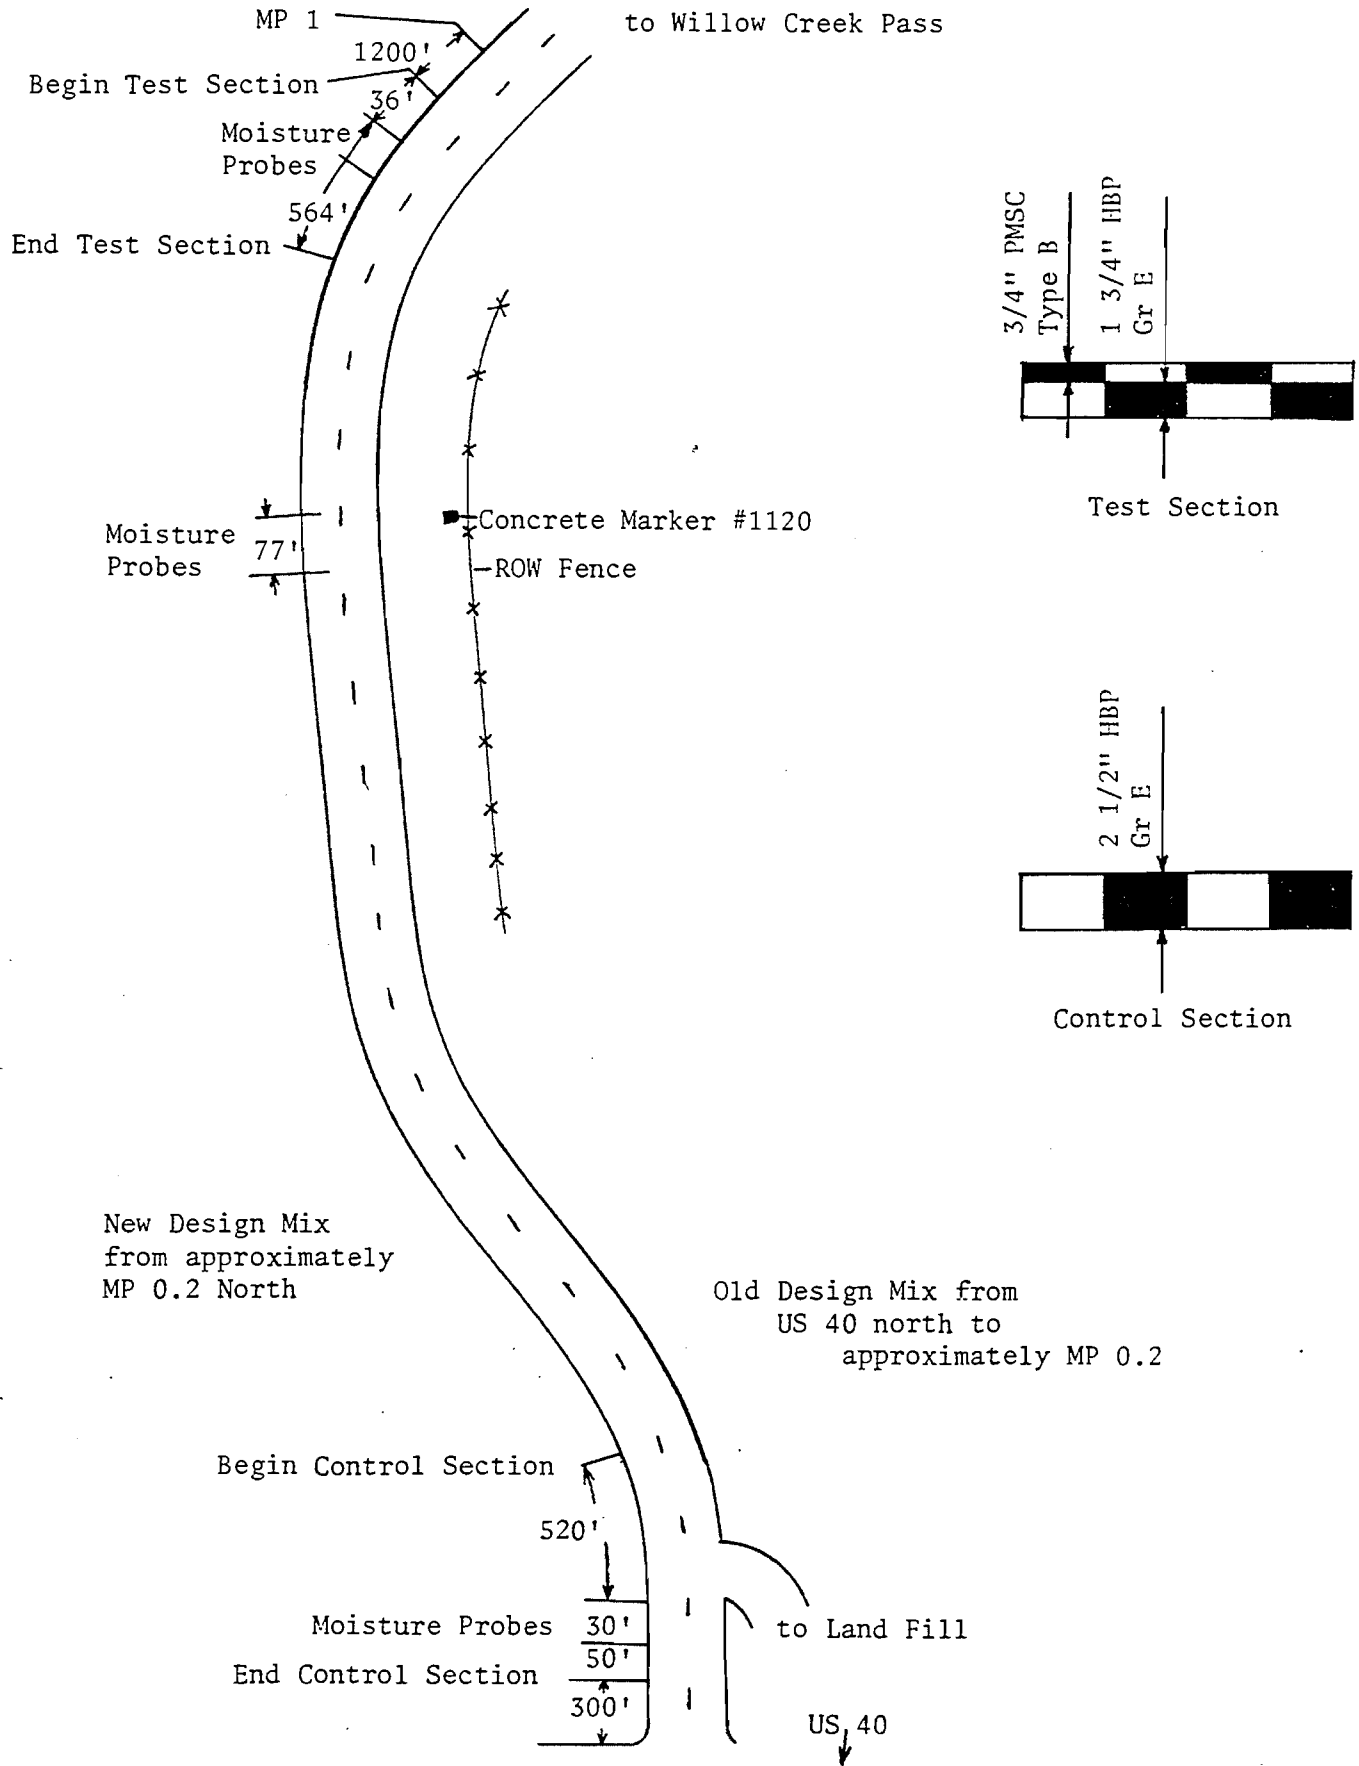 MP 1
to Willow Creek Pass
1200'
Begin Test Section
36'
Moisture
Probes
564'
End Test Section
3/4" PMSC
Type B
1 3/4" HBP
Gr E
Test Section
Moisture
Probes
77'
Concrete Marker #1120
ROW Fence
2 1/2" HBP
Gr E
Control Section
New Design Mix
from approximately
MP 0.2 North
Old Design Mix from
US 40 north to
approximately MP 0.2
Begin Control Section
520'
Moisture Probes
30'
to Land Fill
50'
End Control Section
300'
US 40